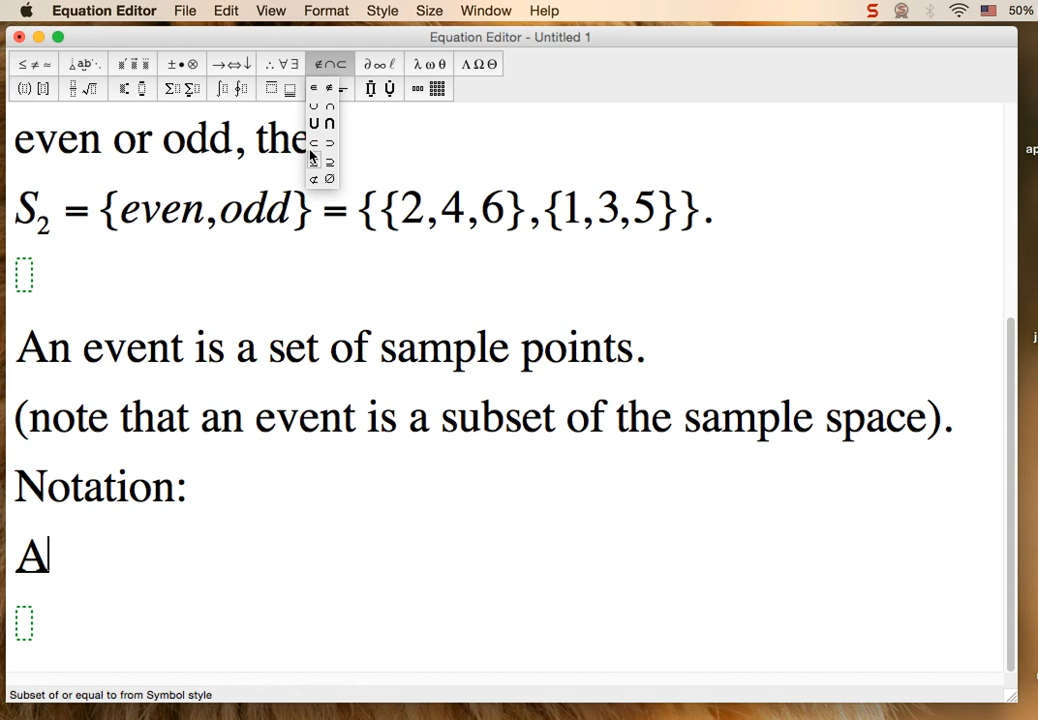 Equation Editor File Edit View Format Style Size Window Help S 50%
Equation Editor - Untitled 1
even or odd, the
S₂ = {even,odd} = {{2,4,6},{1,3,5}}.
An event is a set of sample points.
(note that an event is a subset of the sample space).
Notation:
A
Subset of or equal to from Symbol style
ap
j